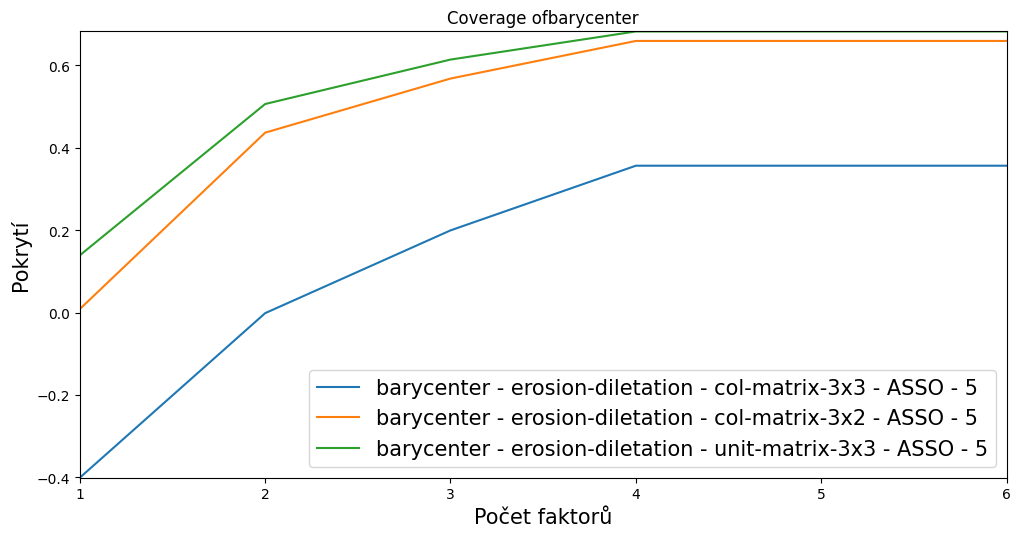 Coverage ofbarycenter
Pokrytí
0.6
0.4
0.2
0.0
−0.2
−0.4
barycenter - erosion-diletation - col-matrix-3x3 - ASSO - 5
barycenter - erosion-diletation - col-matrix-3x2 - ASSO - 5
barycenter - erosion-diletation - unit-matrix-3x3 - ASSO - 5
1 2 3 4 5 6
Počet faktorů